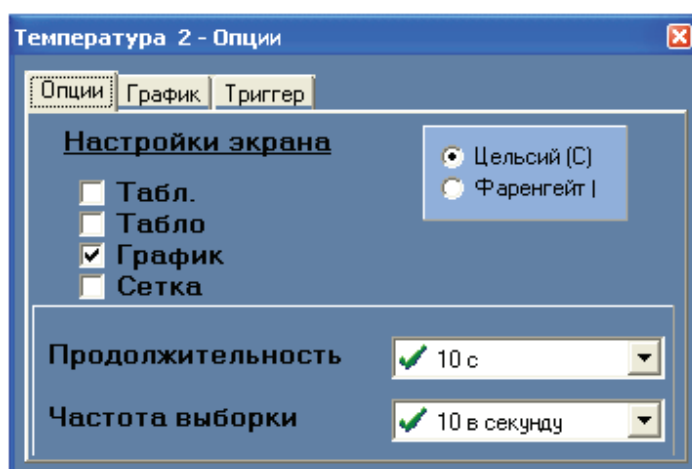 Температура 2 - Опции
Опции График Триггер
Настройки экрана
Цельсий (C)
Фаренгейт (
Табл.
Табло
График
Сетка
Продолжительность 10 с
Частота выборки 10 в секунду